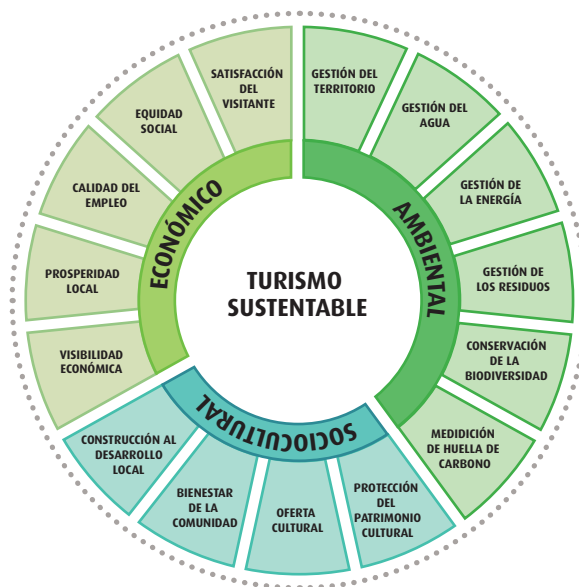 TURISMO
SUSTENTABLE
AMBIENTAL
GESTIÓN DEL
TERRITORIO
GESTIÓN DEL
AGUA
GESTIÓN DE
LA ENERGÍA
GESTIÓN DE
LOS RESIDUOS
CONSERVACIÓN
DE LA
BIODIVERSIDAD
MEDIDICIÓN
DE HUELLA DE
CARBONO
SOCIOCULTURAL
PROTECCIÓN
DEL
PATRIMONIO
CULTURAL
OFERTA
CULTURAL
BIENESTAR
DE LA
COMUNIDAD
CONSTRUCCIÓN AL
DESARROLLO
LOCAL
ECONÓMICO
VISIBILIDAD
ECONÓMICA
PROSPERIDAD
LOCAL
CALIDAD DEL
EMPLEO
EQUIDAD
SOCIAL
SATISFACCIÓN
DEL
VISITANTE